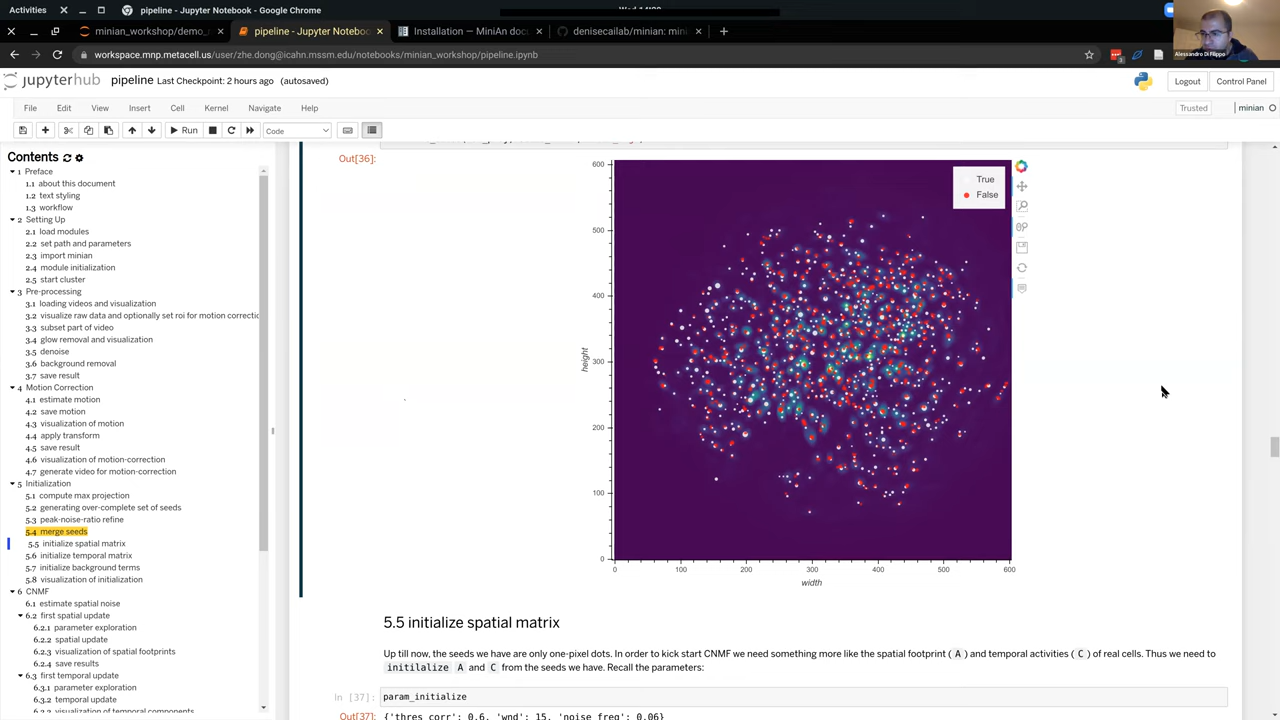 Activities
pipeline - Jupyter Notebook - Google Chrome
minian_workshop/demo_
pipeline - Jupyter Notebo
Installation — MiniAn doc
denisecailab/minian: mini
workspace.mnp.metacell.us/user/zhe.dong@icahn.mssm.edu/notebooks/minian_workshop/pipeline.ipynb
Alessandro Di Filippo
jupyterhub pipeline Last Checkpoint: 2 hours ago (autosaved)
Logout Control Panel
File Edit View Insert Cell Kernel Navigate Help
Trusted minian
Run Code
Contents
1 Preface
1.1 about this document
1.2 text styling
1.3 workflow
2 Setting Up
2.1 load modules
2.2 set path and parameters
2.3 import minian
2.4 module initialization
2.5 start cluster
3 Pre-processing
3.1 loading videos and visualization
3.2 visualize raw data and optionally set roi for motion correctio
3.3 subset part of video
3.4 glow removal and visualization
3.5 denoise
3.6 background removal
3.7 save result
4 Motion Correction
4.1 estimate motion
4.2 save motion
4.3 visualization of motion
4.4 apply transform
4.5 save result
4.6 visualization of motion-correction
4.7 generate video for motion-correction
5 Initialization
5.1 compute max projection
5.2 generating over-complete set of seeds
5.3 peak-noise-ratio refine
5.4 merge seeds
5.5 initialize spatial matrix
5.6 initialize temporal matrix
5.7 initialize background terms
5.8 visualization of initialization
6 CNMF
6.1 estimate spatial noise
6.2 first spatial update
6.2.1 parameter exploration
6.2.2 spatial update
6.2.3 visualization of spatial footprints
6.2.4 save results
6.3 first temporal update
6.3.1 parameter exploration
6.3.2 temporal update
6.3.3 visualization of temporal components
Out[36]:
600
500
400
300
200
100
0
height
0 100 200 300 400 500 600
width
True
False
5.5 initialize spatial matrix
Up till now, the seeds we have are only one-pixel dots. In order to kick start CNMF we need something more like the spatial footprint ( A ) and temporal activities ( C ) of real cells. Thus we need to
initilalize A and C from the seeds we have. Recall the parameters:
In [37]: param_initialize
Out[37]: {'thres_corr': 0.6, 'wnd': 15, 'noise_freq': 0.06}